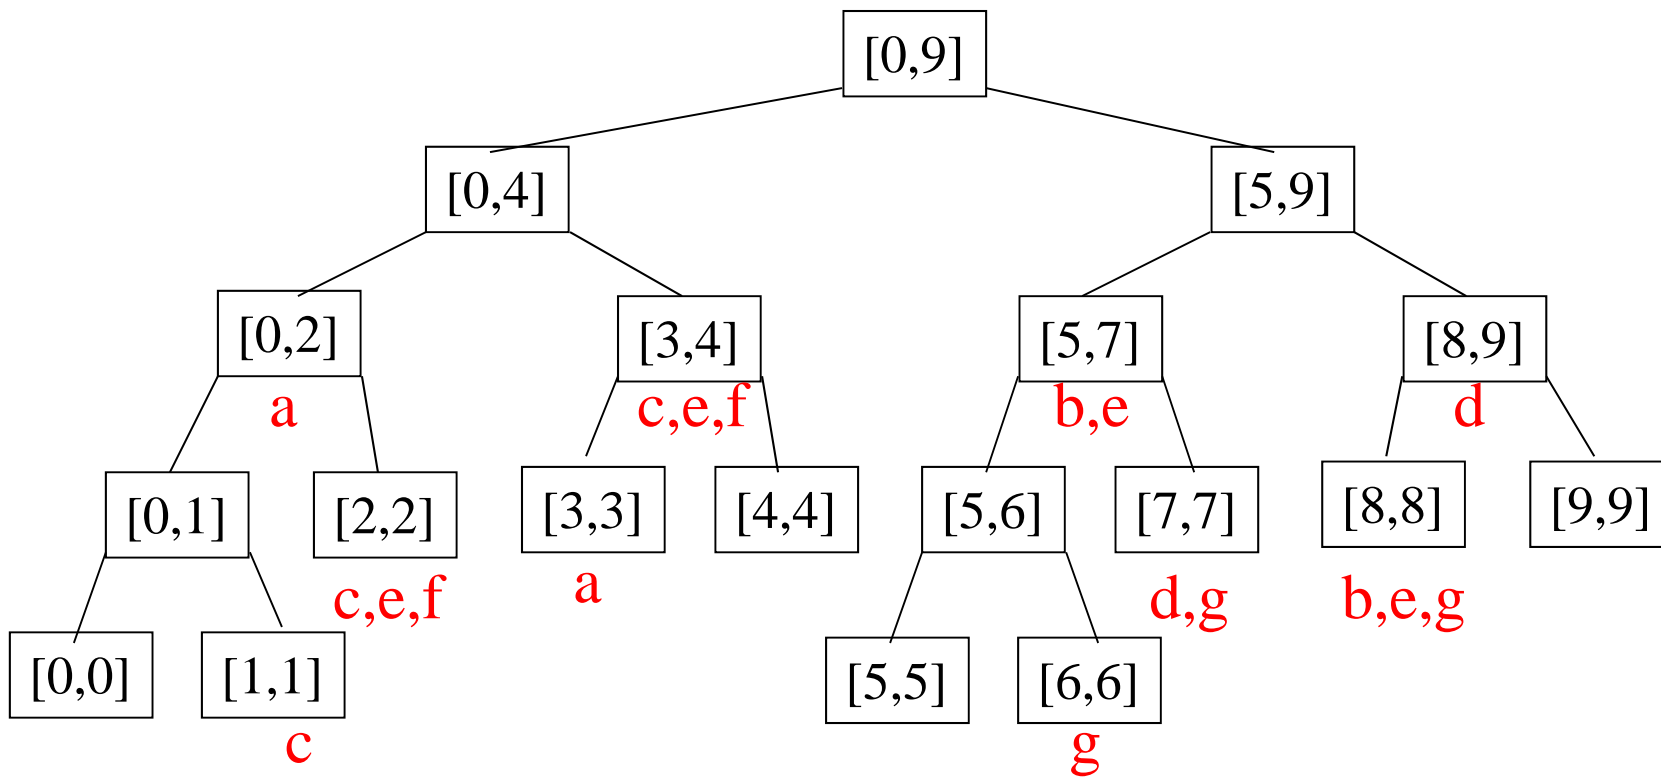 [0,9]
[0,4] [5,9]
[0,2] [3,4] [5,7] [8,9]
a c,e,f b,e d
[0,1] [2,2] [3,3] [4,4] [5,6] [7,7] [8,8] [9,9]
c,e,f a d,g b,e,g
[0,0] [1,1] [5,5] [6,6]
c g